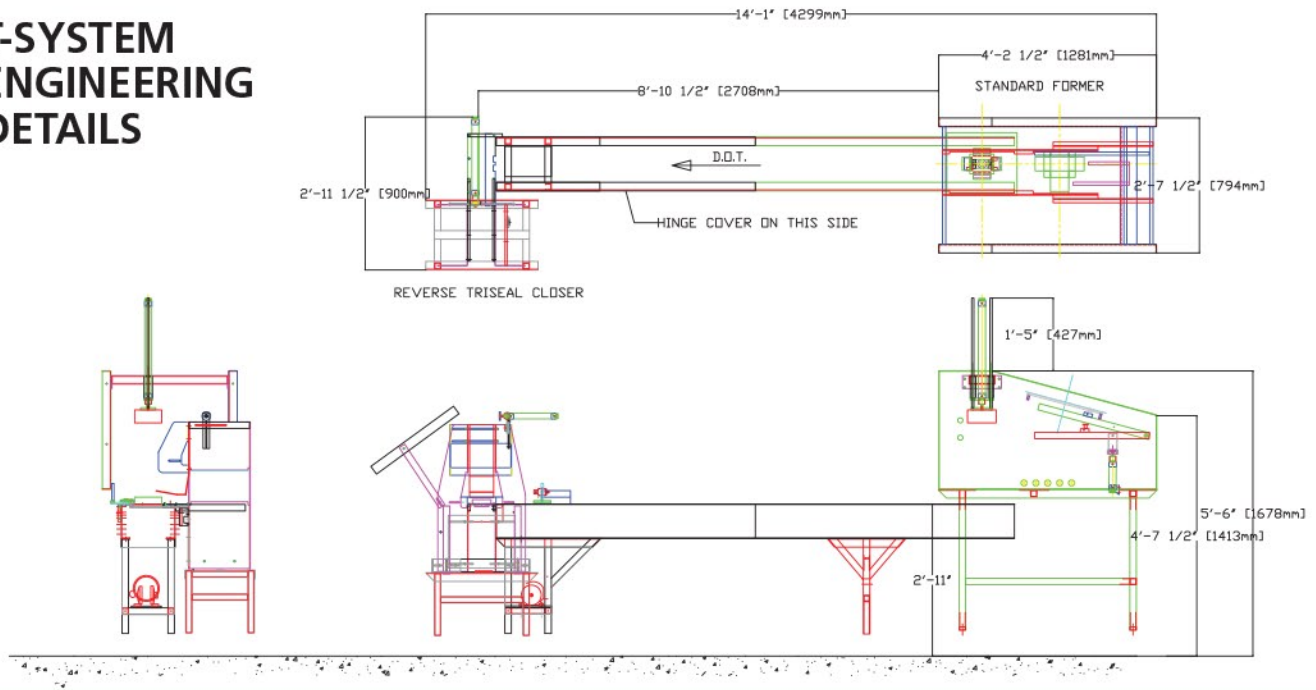 -SYSTEM
ENGINEERING
DETAILS
14'-1" [4299mm]
4'-2 1/2" [1281mm]
STANDARD FORMER
8'-10 1/2" [2708mm]
D.O.T.
2'-11 1/2" [900mm]
2'-7 1/2" [794mm]
HINGE COVER ON THIS SIDE
REVERSE TRISEAL CLOSER
1'-5" [427mm]
5'-6" [1678mm]
4'-7 1/2" [1413mm]
2'-11"